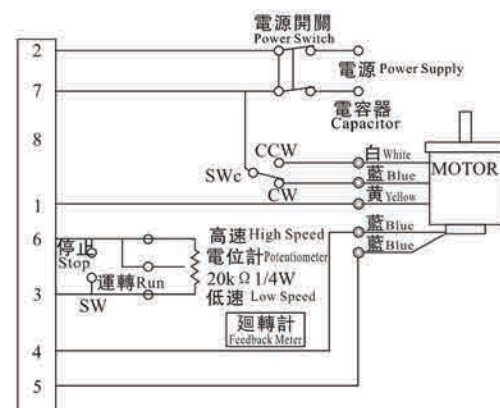 電源開關
Power Switch
2
電源 Power Supply
7
電容器
Capacitor
8
CCW
白 White
藍 Blue
MOTOR
SWc
CW
1
黄 Yellow
藍 Blue
6
高速 High Speed
停止
Stop
電位計 Potentiometer
藍 Blue
20kΩ 1/4W
運轉 Run
低速 Low Speed
3
SW
廻轉計
Feedback Meter
4
5